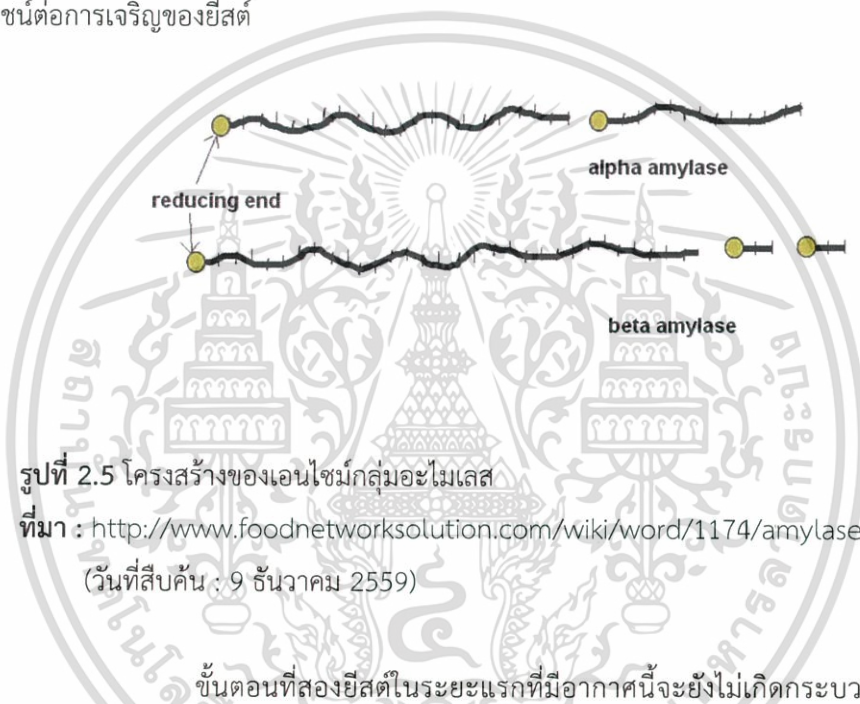 ชน์ต่อการเจริญของยีสต์
alpha amylase
reducing end
beta amylase
รูปที่ 2.5 โครงสร้างของเอนไซม์กลุ่มอะไมเลส
ที่มา : http://www.foodnetworksolution.com/wiki/word/1174/amylase
(วันที่สืบค้น : 9 ธันวาคม 2559)
ขั้นตอนที่สองยีสต์ในระยะแรกที่มีอากาศนี้จะยังไม่เกิดกระบว